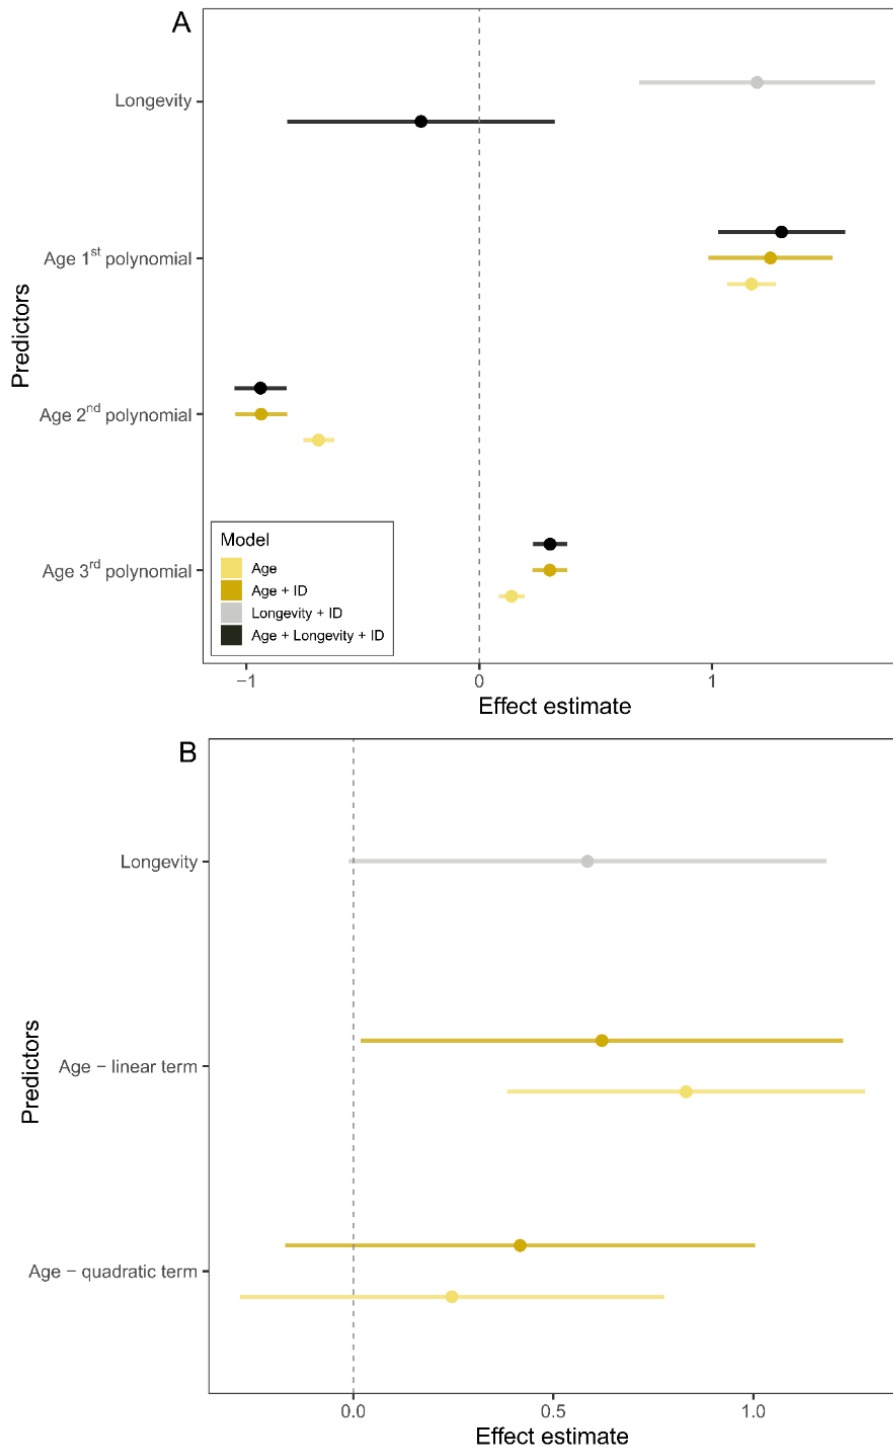 A
Longevity
Age 1st polynomial
Age 2nd polynomial
Age 3rd polynomial
Predictors
Model
Age
Age + ID
Longevity + ID
Age + Longevity + ID
−1 0 1
Effect estimate
B
Longevity
Age − linear term
Age − quadratic term
Predictors
0.0 0.5 1.0
Effect estimate